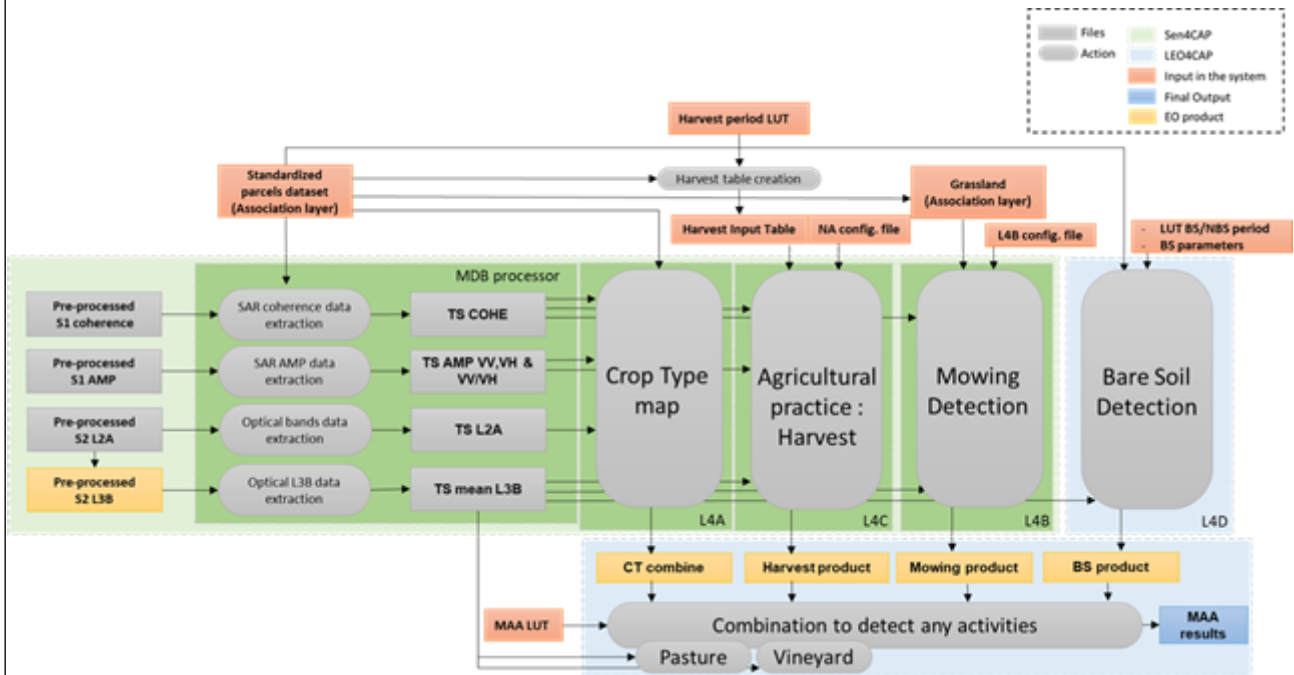 Files
Sen4CAP
Action
LEO4CAP
Input in the system
Final Output
EO product
Harvest period LUT
Standardized
parcels dataset
(Association layer)
Harvest table creation
Grassland
(Association layer)
Harvest Input Table
NA config. file
L4B config. file
- LUT BS/NBS period
- BS parameters
MDB processor
Pre-processed
S1 coherence
SAR coherence data
extraction
TS COHE
Pre-processed
S1 AMP
SAR AMP data
extraction
TS AMP VV,VH &
VV/VH
Pre-processed
S2 L2A
Optical bands data
extraction
TS L2A
Pre-processed
S2 L3B
Optical L3B data
extraction
TS mean L3B
Crop Type
map
Agricultural
practice :
Harvest
Mowing
Detection
Bare Soil
Detection
L4A
L4C
L4B
L4D
CT combine
Harvest product
Mowing product
BS product
MAA LUT
Combination to detect any activities
MAA
results
Pasture
Vineyard